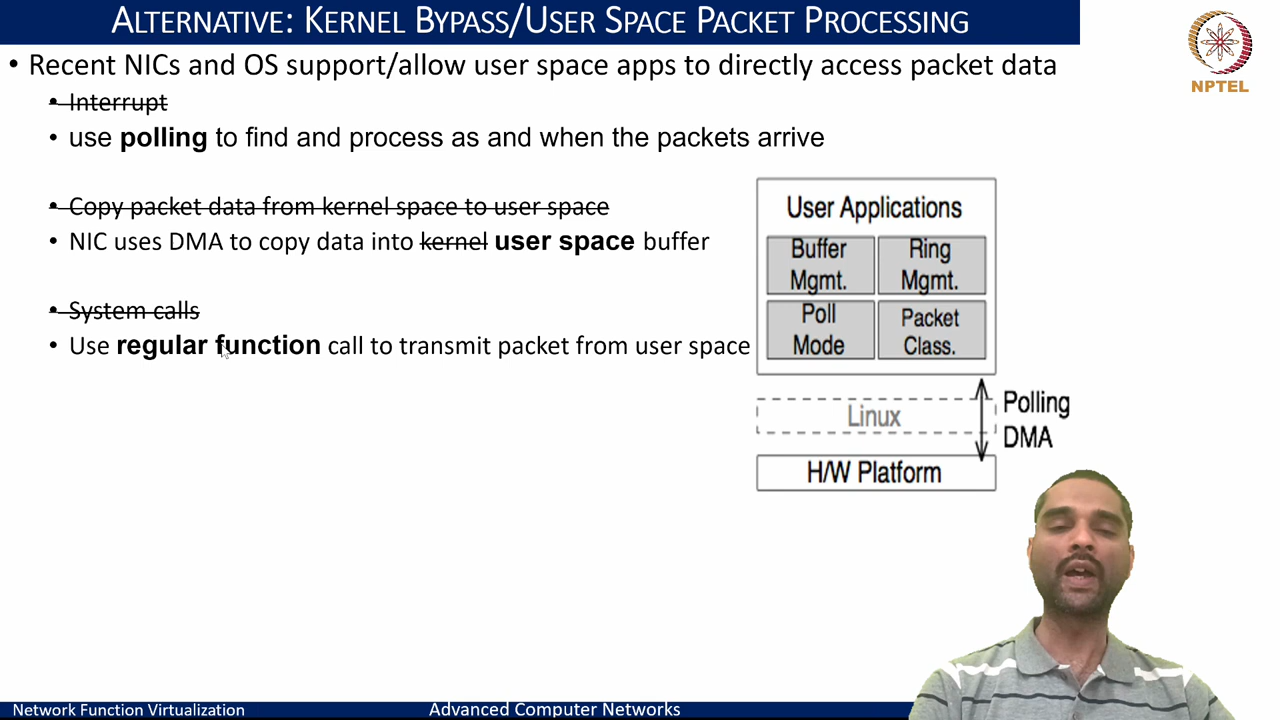 ALTERNATIVE: KERNEL BYPASS/USER SPACE PACKET PROCESSING
NPTEL
• Recent NICs and OS support/allow user space apps to directly access packet data
• Interrupt
• use polling to find and process as and when the packets arrive
• Copy packet data from kernel space to user space
• NIC uses DMA to copy data into kernel user space buffer
• System calls
• Use regular function call to transmit packet from user space
User Applications
Buffer Mgmt.
Ring Mgmt.
Poll Mode
Packet Class.
Linux
Polling
DMA
H/W Platform
Network Function Virtualization
Advanced Computer Networks